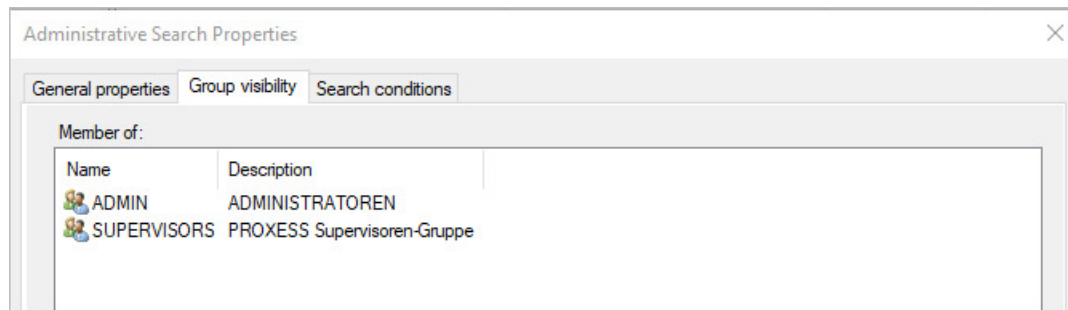 Administrative Search Properties
General properties Group visibility Search conditions
Member of:
Name Description
ADMIN ADMINISTRATOREN
SUPERVISORS PROXESS Supervisoren-Gruppe